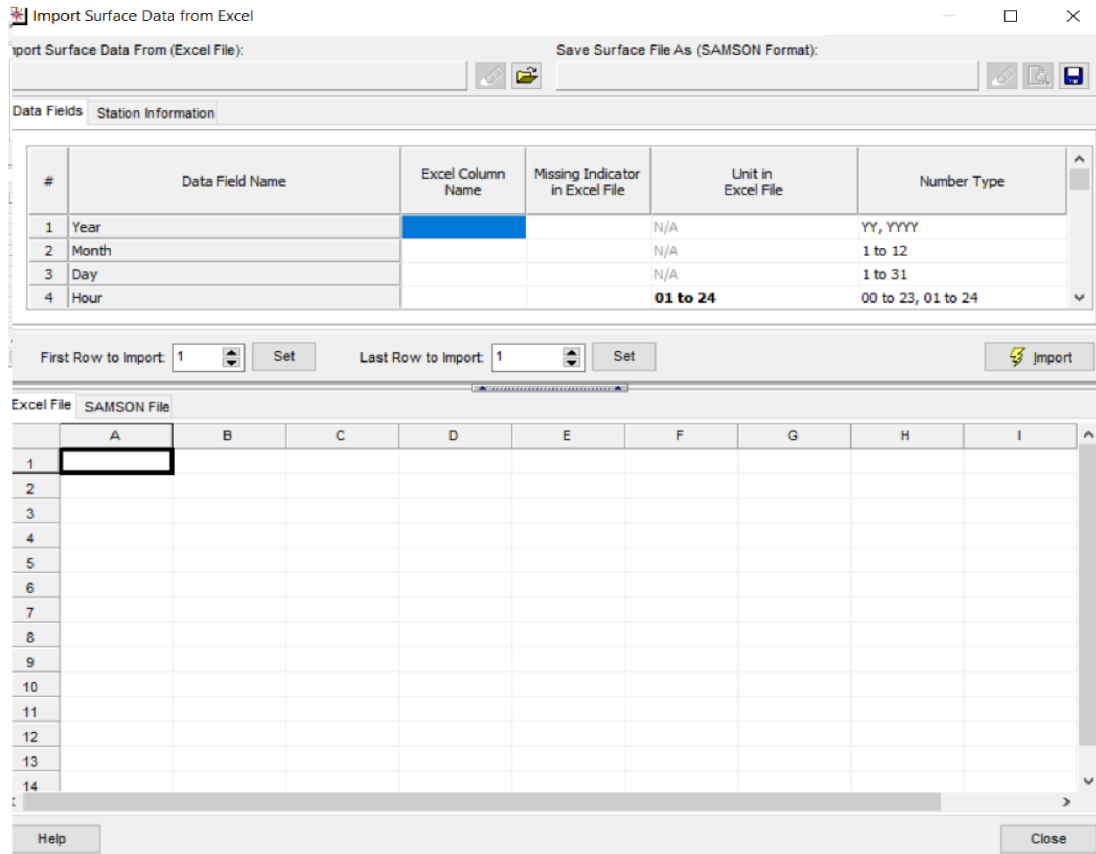 Import Surface Data from Excel
mport Surface Data From (Excel File): Save Surface File As (SAMSON Format):
Data Fields Station Information
# Data Field Name Excel Column Name Missing Indicator in Excel File Unit in Excel File Number Type
1 Year N/A YY, YYYY
2 Month N/A 1 to 12
3 Day N/A 1 to 31
4 Hour 01 to 24 00 to 23, 01 to 24
First Row to Import: 1 Set Last Row to Import: 1 Set Import
Excel File SAMSON File
A B C D E F G H I
1
2
3
4
5
6
7
8
9
10
11
12
13
14
Help Close